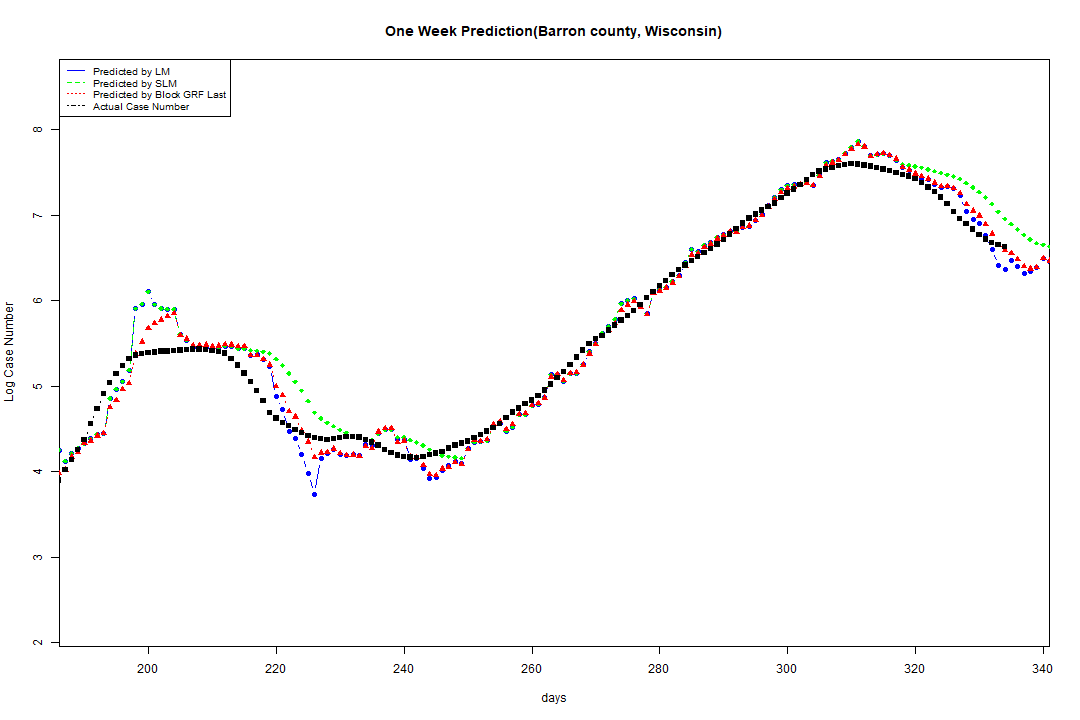 One Week Prediction(Barron county, Wisconsin)
Predicted by LM
Predicted by SLM
Predicted by Block GRF Last
Actual Case Number
8
7
6
5
4
3
2
Log Case Number
200 220 240 260 280 300 320 340
days